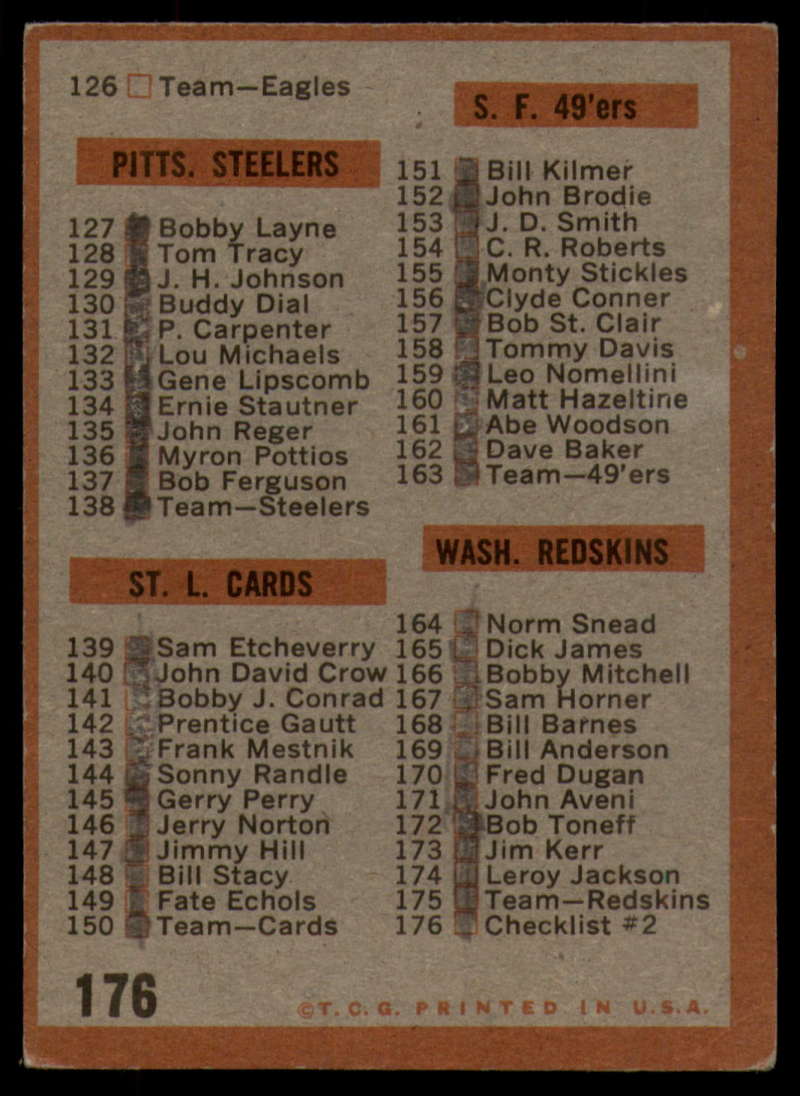 126 Team—Eagles
PITTS. STEELERS
127 Bobby Layne
128 Tom Tracy
129 J. H. Johnson
130 Buddy Dial
131 P. Carpenter
132 Lou Michaels
133 Gene Lipscomb
134 Ernie Stautner
135 John Reger
136 Myron Pottios
137 Bob Ferguson
138 Team—Steelers
ST. L. CARDS
139 Sam Etcheverry
140 John David Crow
141 Bobby J. Conrad
142 Prentice Gautt
143 Frank Mestnik
144 Sonny Randle
145 Gerry Perry
146 Jerry Norton
147 Jimmy Hill
148 Bill Stacy
149 Fate Echols
150 Team—Cards
S. F. 49'ers
151 Bill Kilmer
152 John Brodie
153 J. D. Smith
154 C. R. Roberts
155 Monty Stickles
156 Clyde Conner
157 Bob St. Clair
158 Tommy Davis
159 Leo Nomellini
160 Matt Hazeltine
161 Abe Woodson
162 Dave Baker
163 Team—49'ers
WASH. REDSKINS
164 Norm Snead
165 Dick James
166 Bobby Mitchell
167 Sam Horner
168 Bill Barnes
169 Bill Anderson
170 Fred Dugan
171 John Aveni
172 Bob Toneff
173 Jim Kerr
174 Leroy Jackson
175 Team—Redskins
176 Checklist #2
176
©T. C. G. PRINTED IN U.S.A.